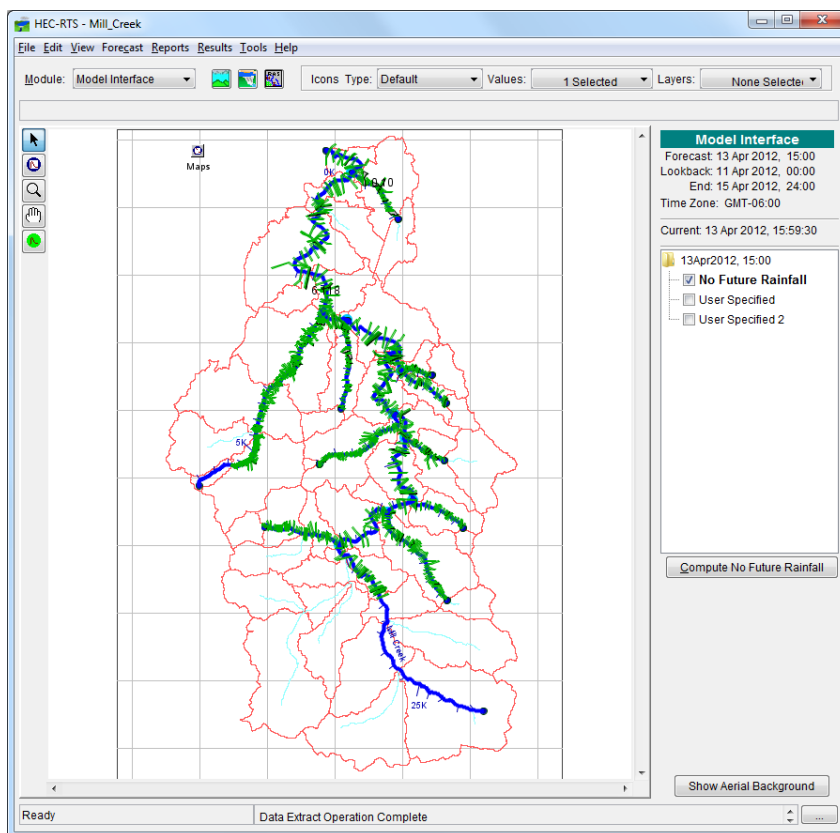 HEC-RTS - Mill_Creek
File Edit View Forecast Reports Results Tools Help
Module: Model Interface Icons Type: Default Values: 1 Selected Layers: None Selecte
Maps
0K
5K
Mill Creek
25K
Model Interface
Forecast: 13 Apr 2012, 15:00
Lookback: 11 Apr 2012, 00:00
End: 15 Apr 2012, 24:00
Time Zone: GMT-06:00
Current: 13 Apr 2012, 15:59:30
13Apr2012, 15:00
No Future Rainfall
User Specified
User Specified 2
Compute No Future Rainfall
Show Aerial Background
Ready Data Extract Operation Complete ...